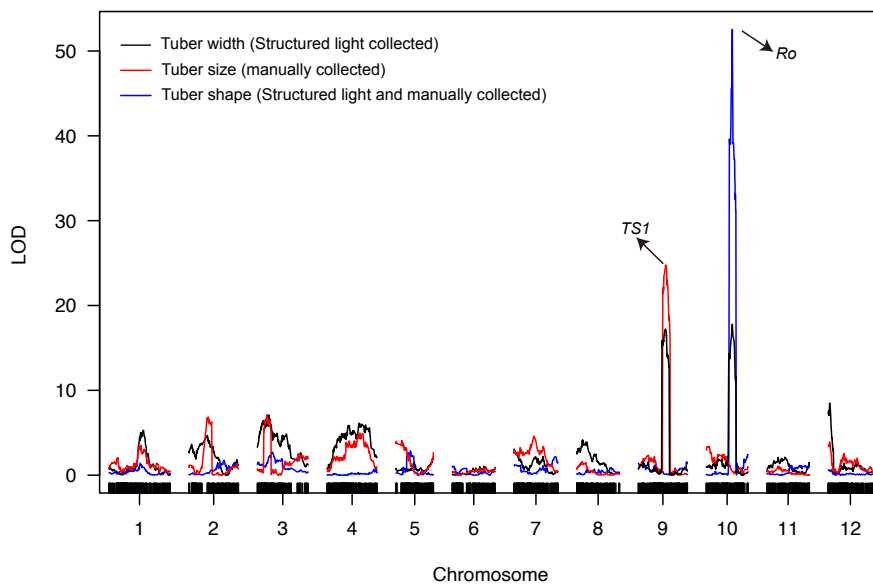 Tuber width (Structured light collected)
Tuber size (manually collected)
Tuber shape (Structured light and manually collected)
Ro
TS1
LOD
50
40
30
20
10
0
1 2 3 4 5 6 7 8 9 10 11 12
Chromosome